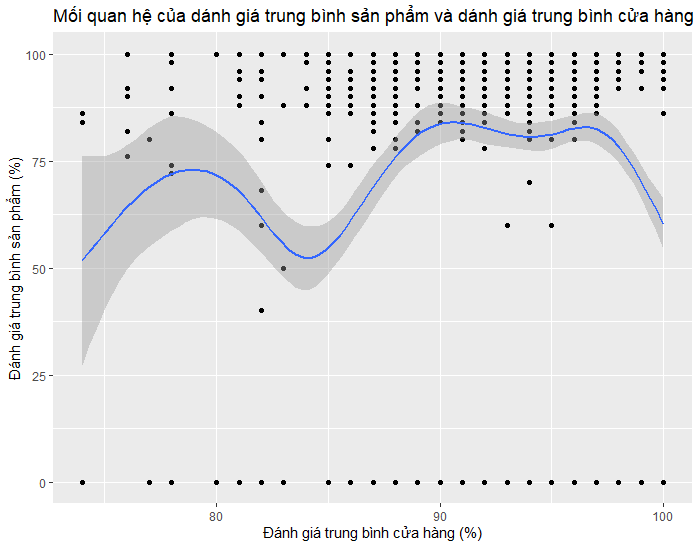 Mối quan hệ của dánh giá trung bình sản phẩm và dánh giá trung bình cửa hàng
100
75
50
25
0
Đánh giá trung bình sản phẩm (%)
80
90
100
Đánh giá trung bình cửa hàng (%)